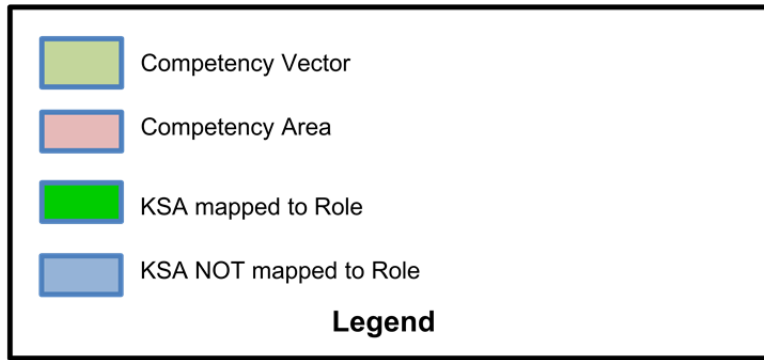 Competency Vector
Competency Area
KSA mapped to Role
KSA NOT mapped to Role
Legend